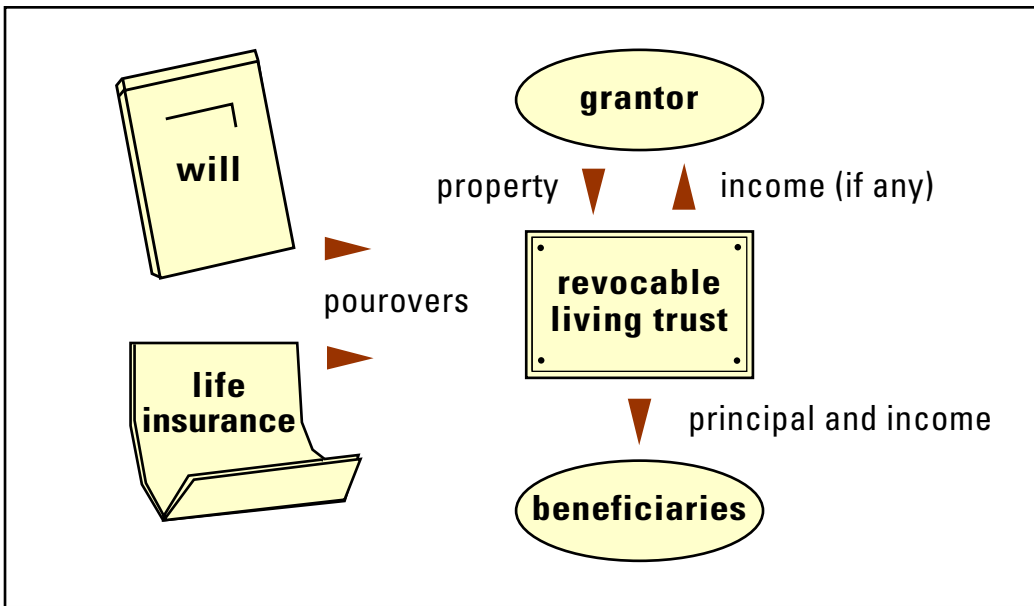 grantor
will
property
income (if any)
revocable
living trust
pourovers
life
insurance
principal and income
beneficiaries